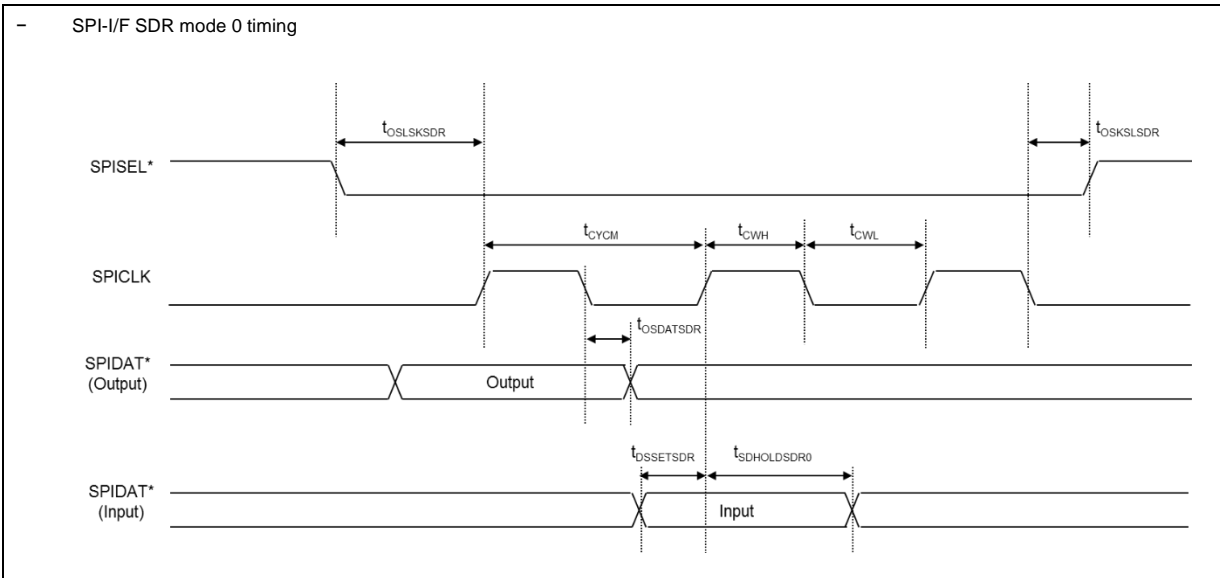 – SPI-I/F SDR mode 0 timing
tOSLSKSDR
tOSKSLSDR
SPISEL*
tCYCM
tCWH
tCWL
SPICLK
tOSDATSDR
SPIDAT*
(Output)
Output
tDSSETSDR
tSDHOLDSDR0
SPIDAT*
(Input)
Input